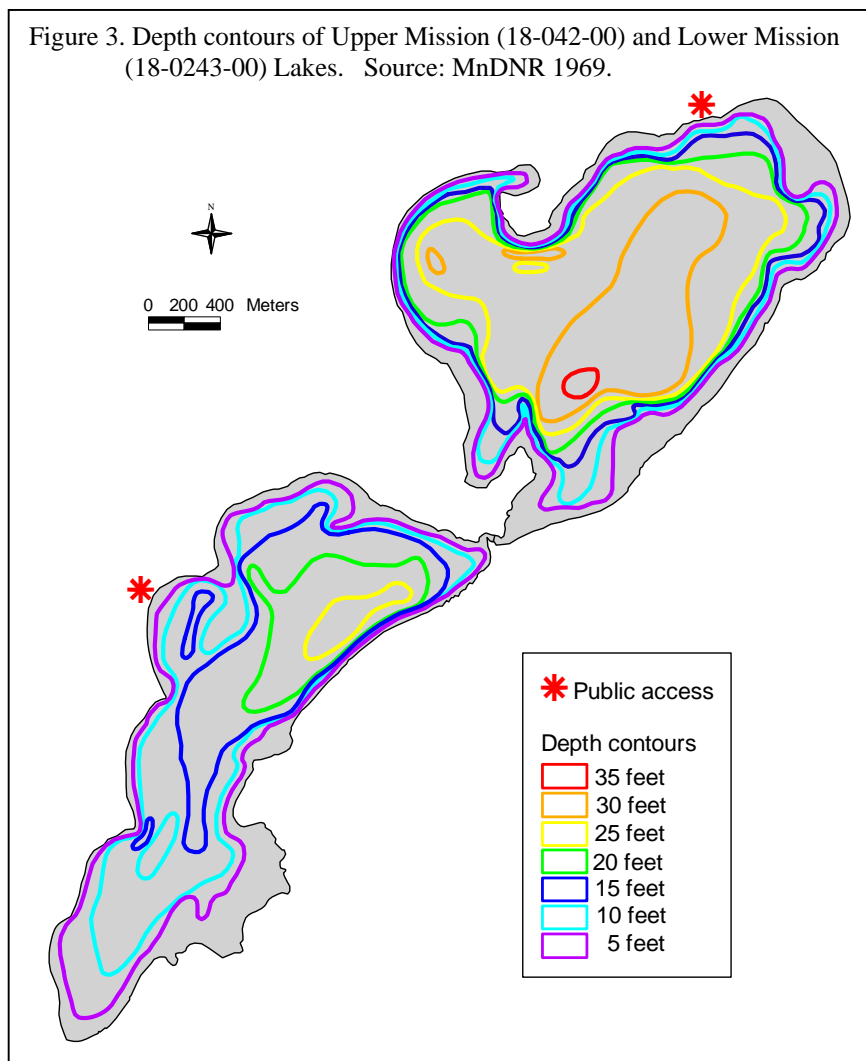 Figure 3. Depth contours of Upper Mission (18-042-00) and Lower Mission
(18-0243-00) Lakes. Source: MnDNR 1969.
N
0 200 400 Meters
Public access
Depth contours
35 feet
30 feet
25 feet
20 feet
15 feet
10 feet
5 feet